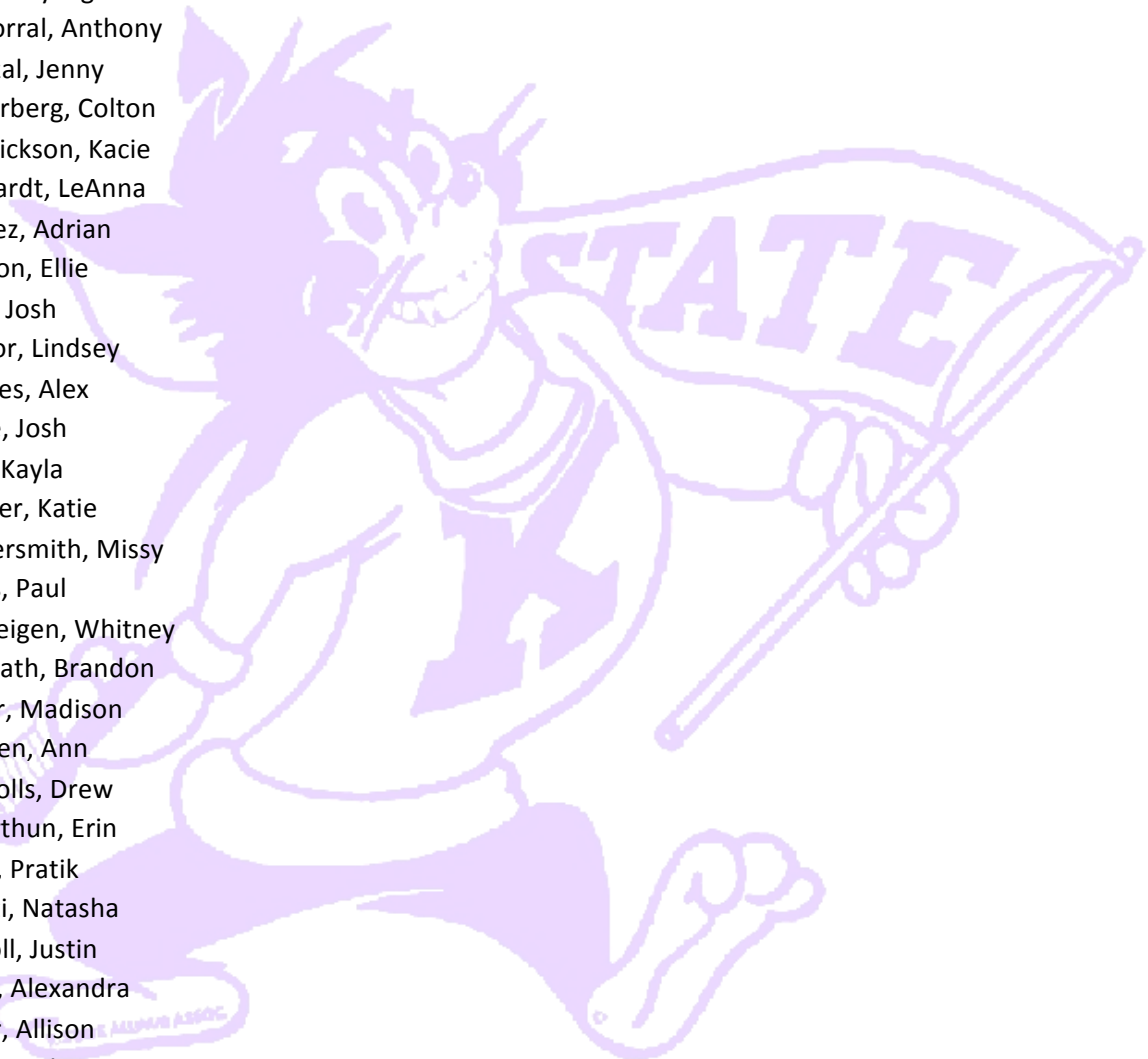 orral, Anthony
al, Jenny
rberg, Colton
ickson, Kacie
ardt, LeAnna
ez, Adrian
on, Ellie
Josh
or, Lindsey
es, Alex
, Josh
Kayla
er, Katie
ersmith, Missy
, Paul
eigen, Whitney
ath, Brandon
r, Madison
en, Ann
olls, Drew
thun, Erin
, Pratik
i, Natasha
ll, Justin
, Alexandra
, Allison
STATE
K
ALUMNI ASSOC.